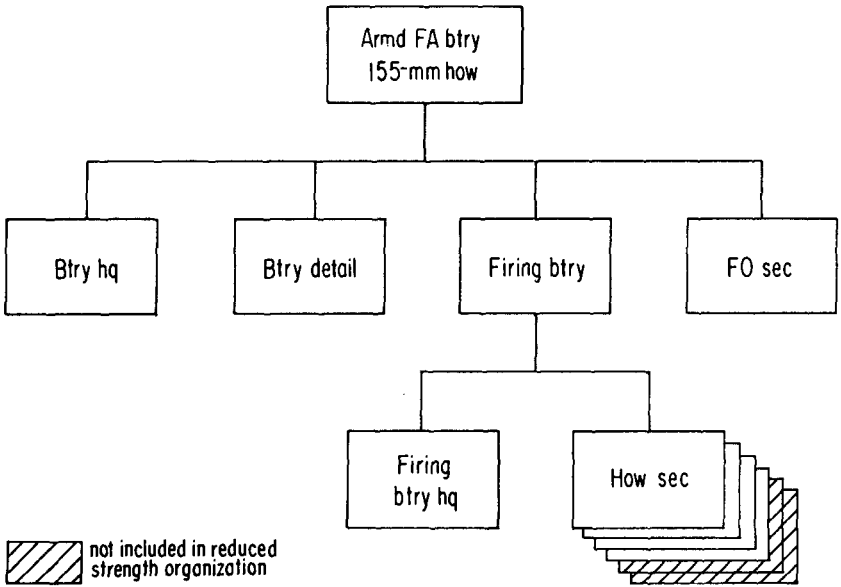 Armd FA btry
155-mm how
Btry hq
Btry detail
Firing btry
FO sec
Firing
btry hq
How sec
not included in reduced
strength organization